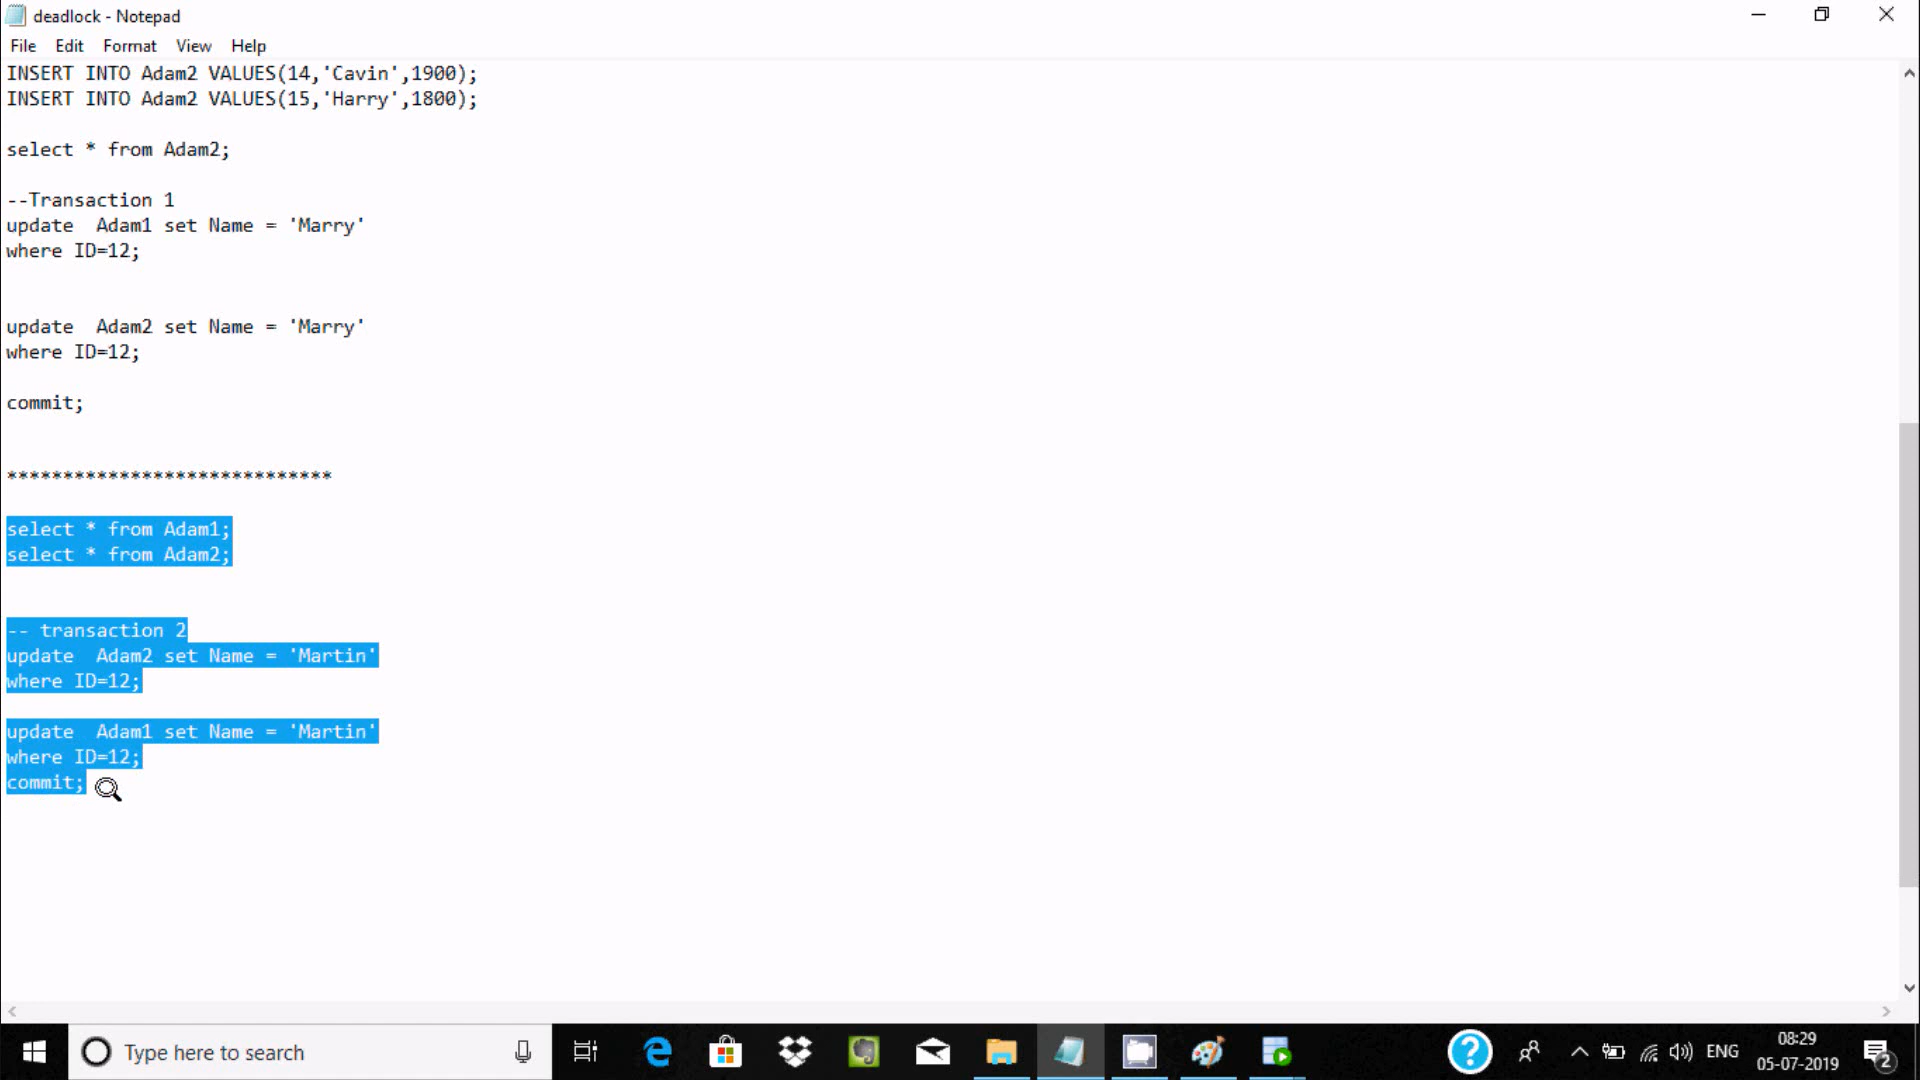 deadlock - Notepad
File Edit Format View Help
INSERT INTO Adam2 VALUES(14,'Cavin',1900);
INSERT INTO Adam2 VALUES(15,'Harry',1800);
select * from Adam2;
--Transaction 1
update  Adam1 set Name = 'Marry'
where ID=12;
update  Adam2 set Name = 'Marry'
where ID=12;
commit;
*****************************
select * from Adam1;
select * from Adam2;
-- transaction 2
update  Adam2 set Name = 'Martin'
where ID=12;
update  Adam1 set Name = 'Martin'
where ID=12;
commit;
Type here to search
ENG
08:29
05-07-2019
2